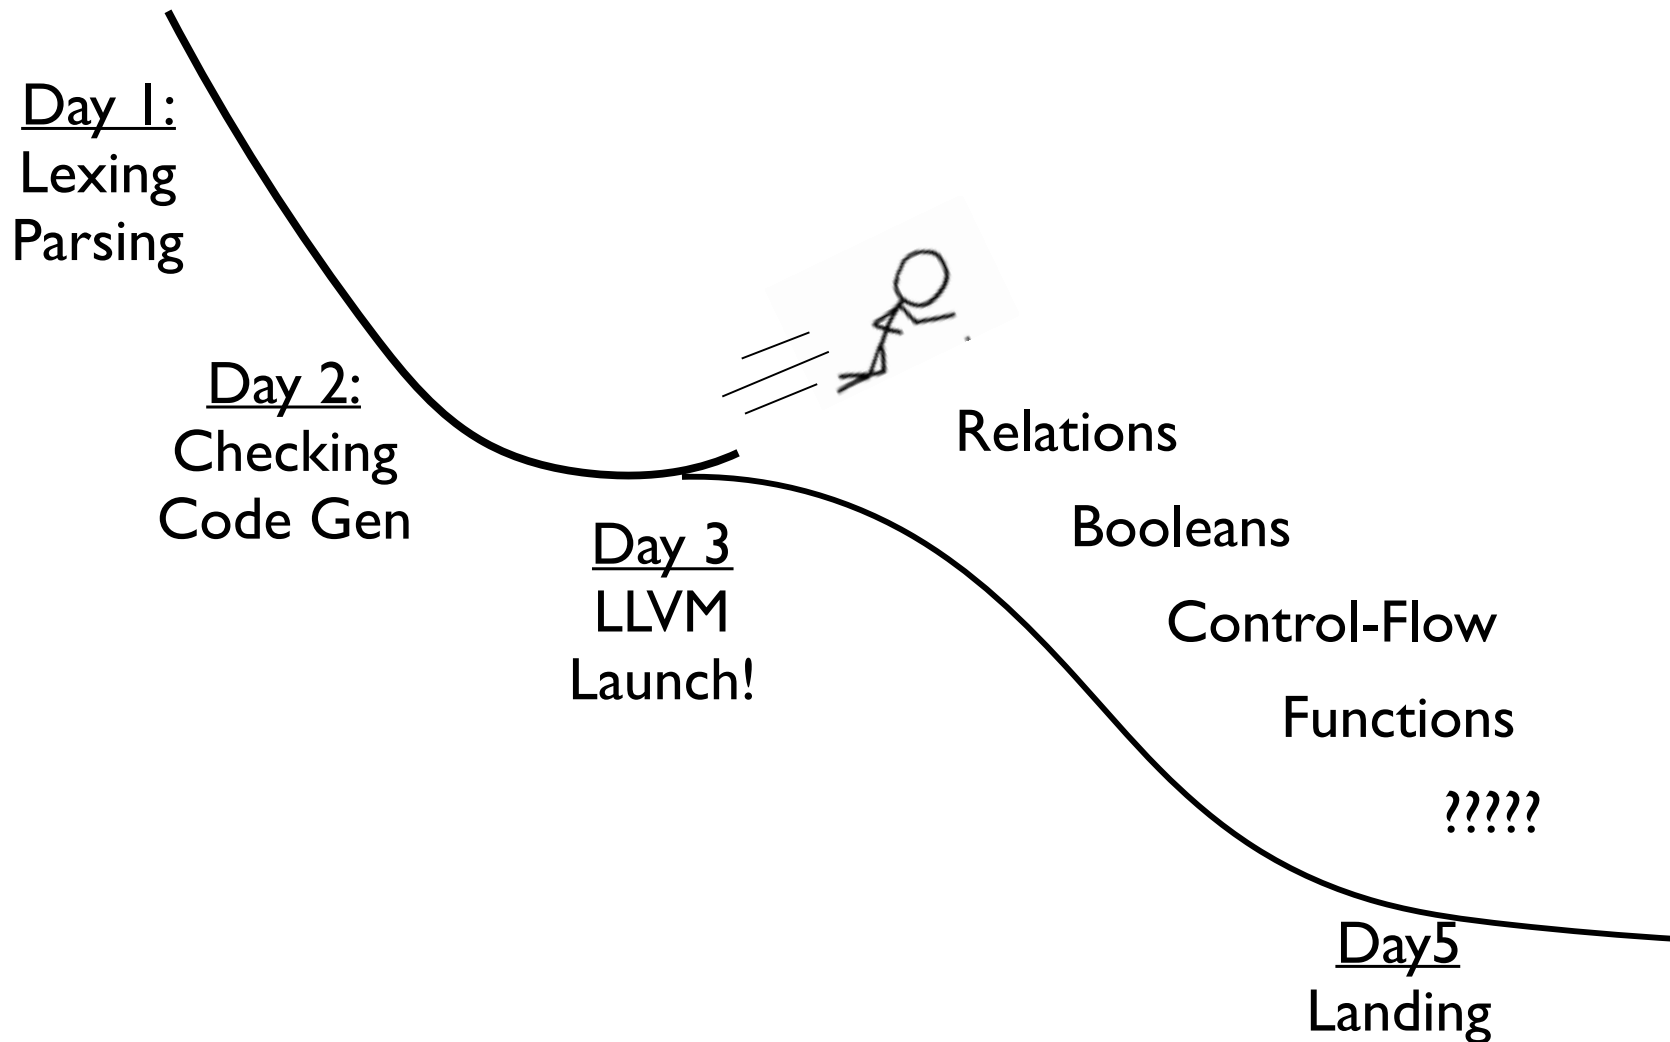 Day 1:
Lexing
Parsing
Day 2:
Checking
Code Gen
Day 3
LLVM
Launch!
Relations
Booleans
Control-Flow
Functions
?????
Day5
Landing